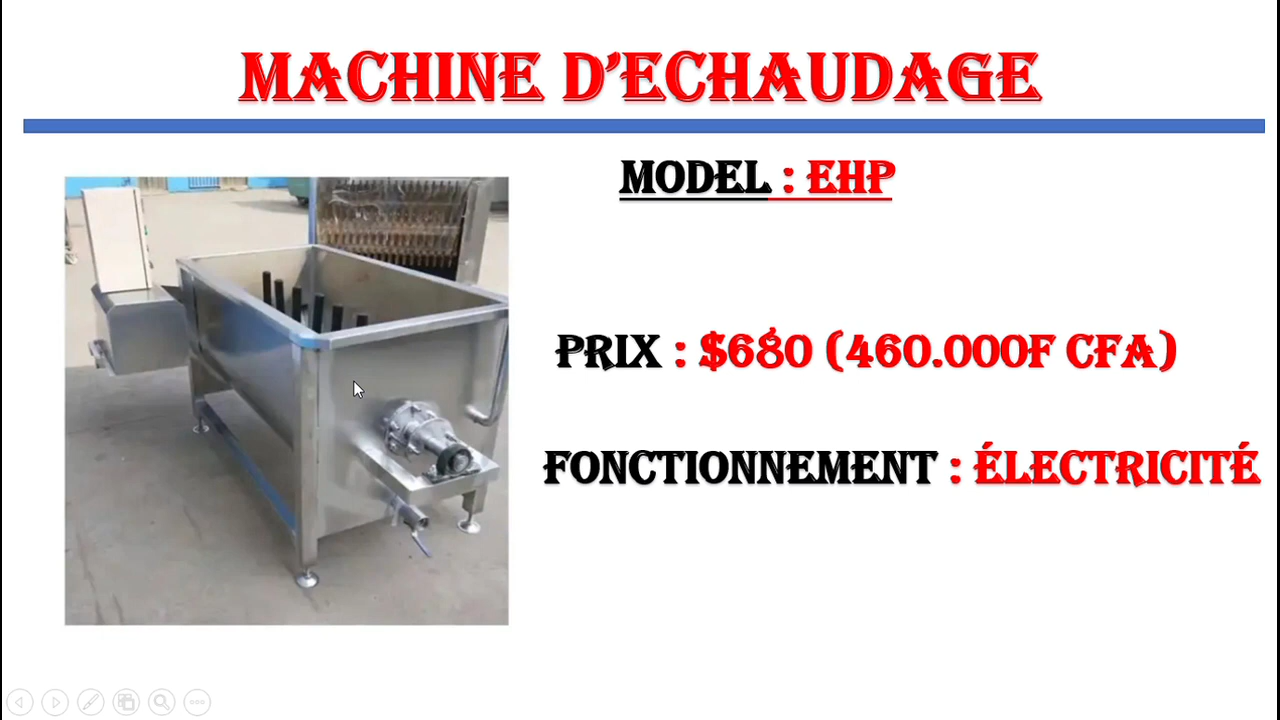 MACHINE D'ECHAUDAGE
MODEL : EHP
PRIX : $680 (460.000F CFA)
FONCTIONNEMENT : ÉLECTRICITÉ